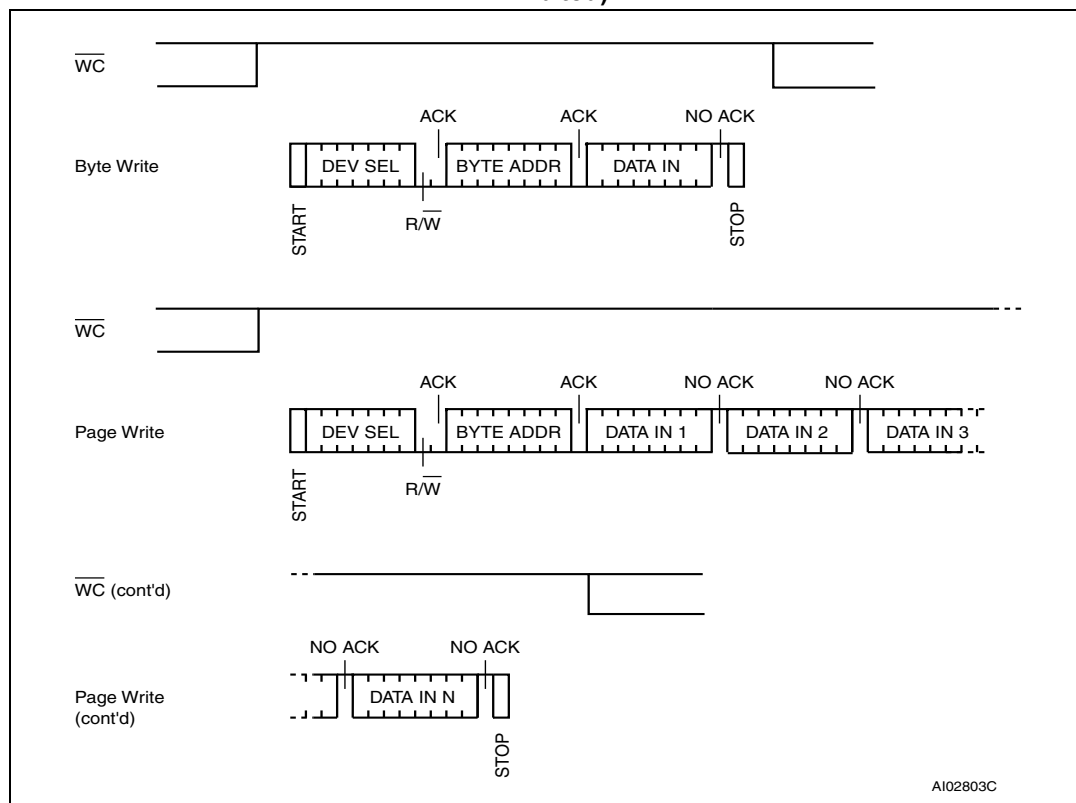 WC
ACK ACK NO ACK
Byte Write DEV SEL BYTE ADDR DATA IN
R/W
START
STOP
WC
ACK ACK NO ACK NO ACK
Page Write DEV SEL BYTE ADDR DATA IN 1 DATA IN 2 DATA IN 3
R/W
START
WC (cont'd)
NO ACK NO ACK
Page Write
(cont'd)
DATA IN N
STOP
AI02803C